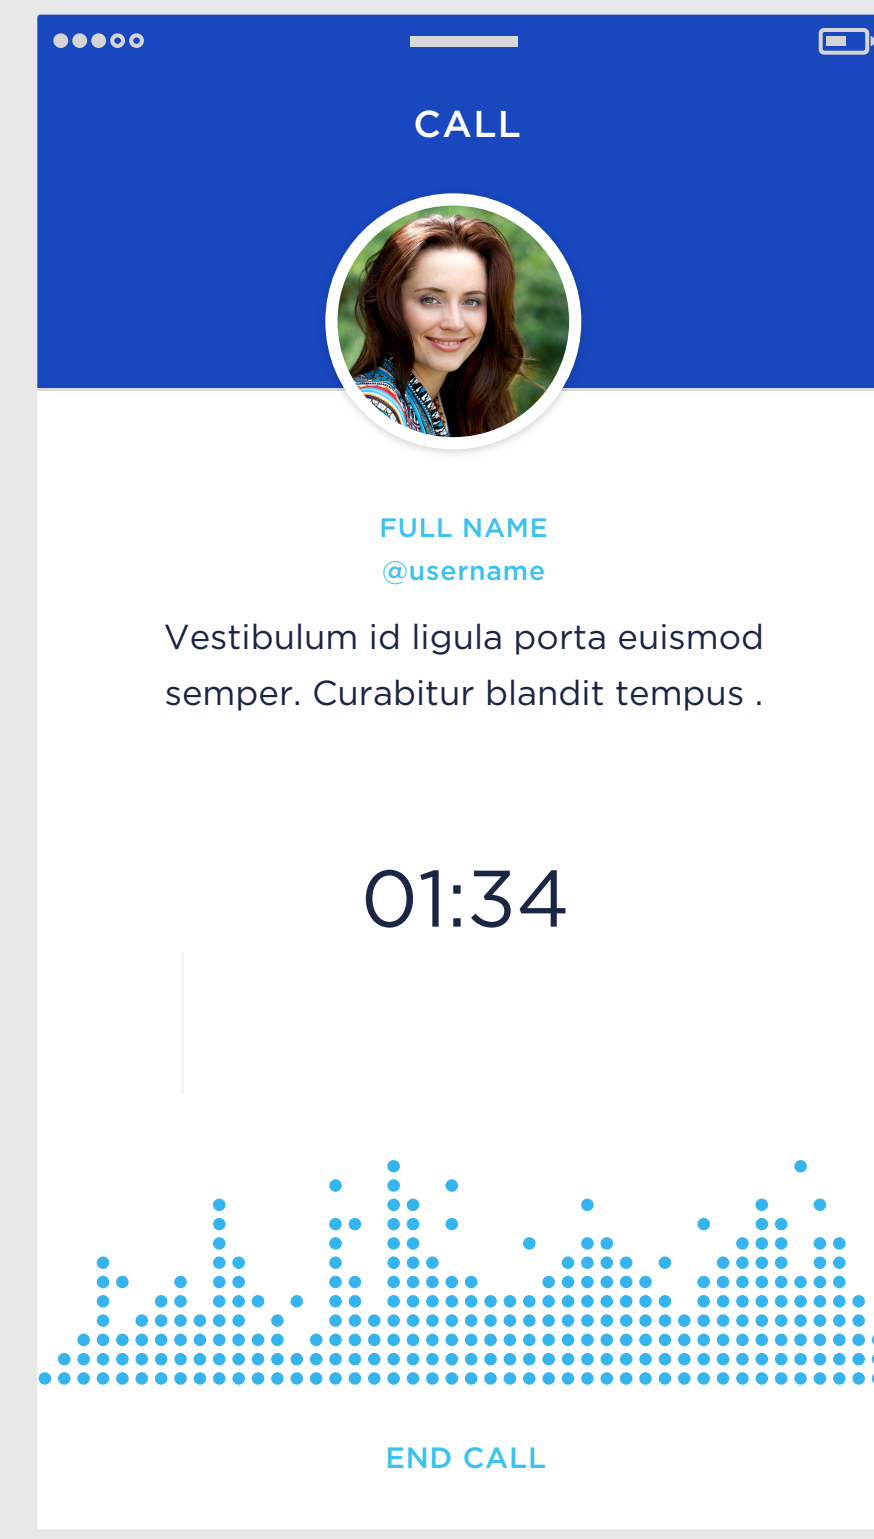 CALL
FULL NAME
@username
Vestibulum id ligula porta euismod
semper. Curabitur blandit tempus .
01:34
END CALL